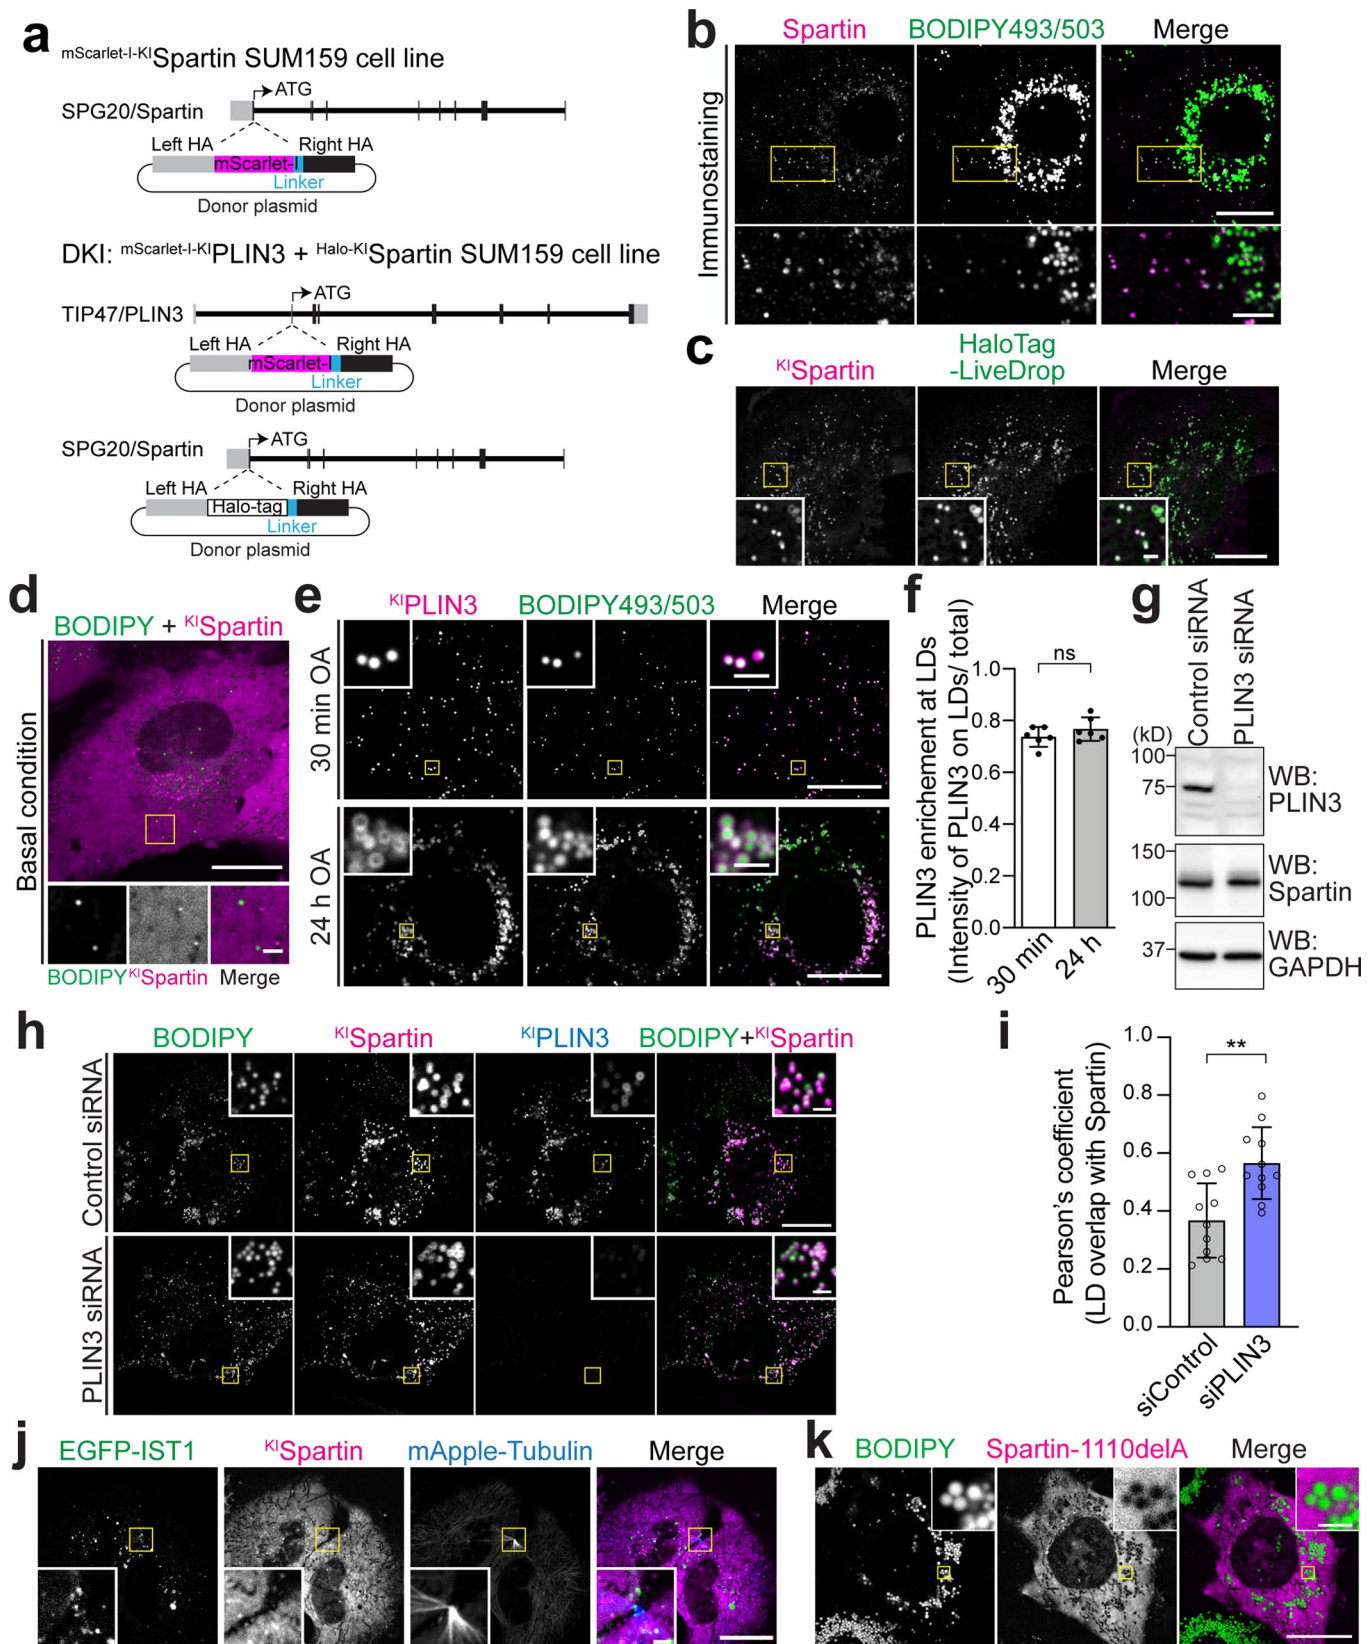 a
mScarlet-I-KISpartin SUM159 cell line
ATG
SPG20/Spartin
Left HA Right HA
mScarlet-I
Linker
Donor plasmid
DKI: mScarlet-I-KIPLIN3 + Halo-KISpartin SUM159 cell line
ATG
TIP47/PLIN3
Left HA Right HA
mScarlet-I
Linker
Donor plasmid
ATG
SPG20/Spartin
Left HA Right HA
Halo-tag
Linker
Donor plasmid
b
Spartin BODIPY493/503 Merge
Immunostaining
c
KISpartin HaloTag
-LiveDrop Merge
d
BODIPY + KISpartin
Basal condition
BODIPY KISpartin Merge
e
KIPLIN3 BODIPY493/503 Merge
30 min OA
24 h OA
f
PLIN3 enrichement at LDs
(Intensity of PLIN3 on LDs/ total)
ns
1.0
0.8
0.6
0.4
0.2
0.0
30 min 24 h
g
Control siRNA
PLIN3 siRNA
(kD)
100
75
WB:
PLIN3
150
100
WB:
Spartin
37
WB:
GAPDH
h
BODIPY KISpartin KIPLIN3 BODIPY+KISpartin
Control siRNA
PLIN3 siRNA
i
Pearson's coefficient
(LD overlap with Spartin)
**
1.0
0.8
0.6
0.4
0.2
0.0
siControl siPLIN3
j
EGFP-IST1 KISpartin mApple-Tubulin Merge
k
BODIPY Spartin-1110delA Merge